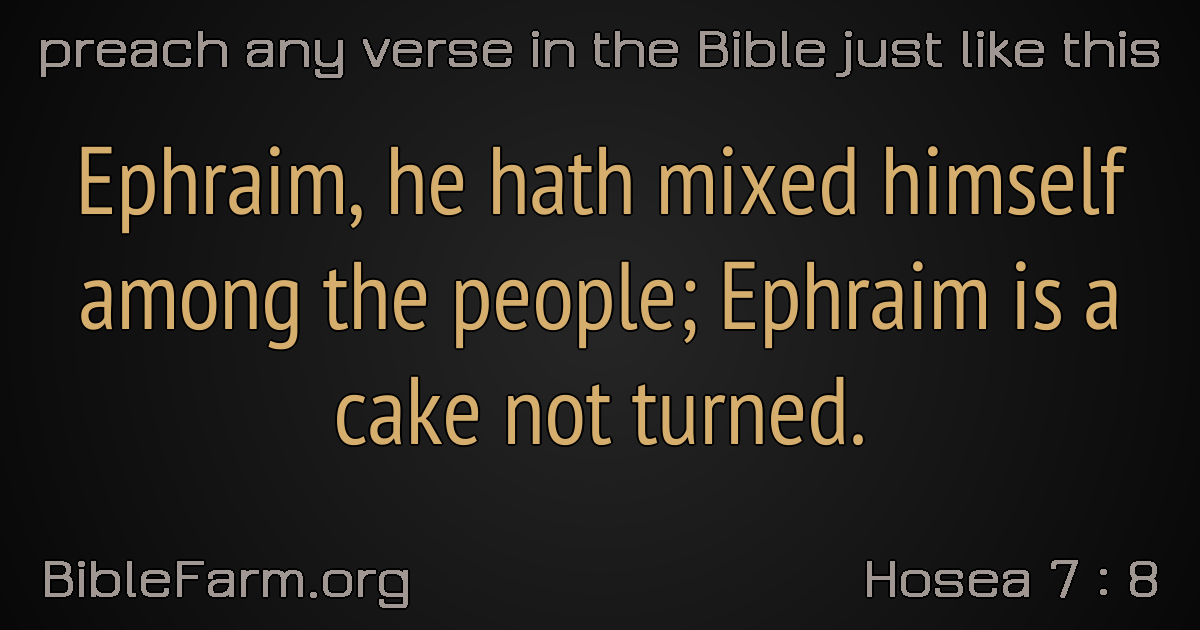 preach any verse in the Bible just like this
Ephraim, he hath mixed himself
among the people; Ephraim is a
cake not turned.
BibleFarm.org
Hosea 7 : 8